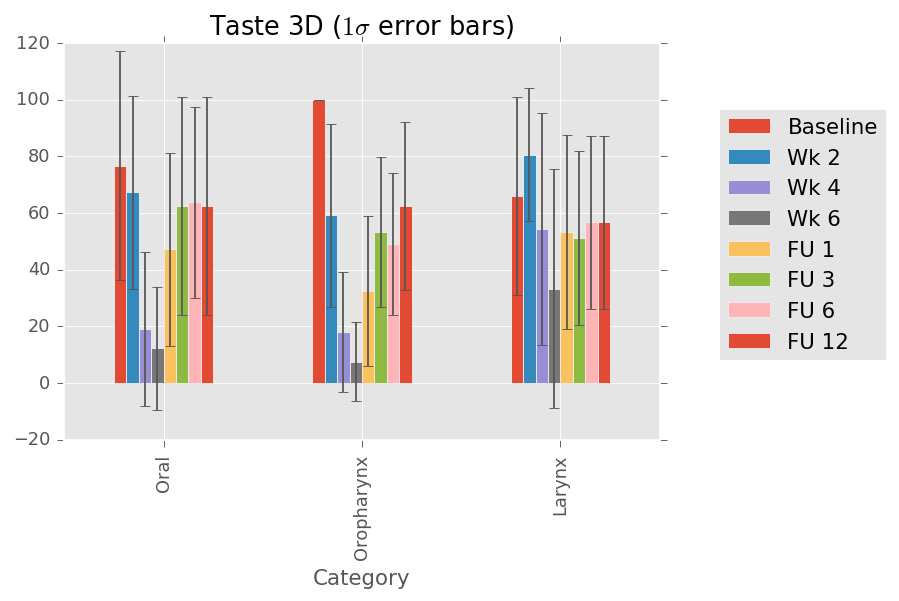 Taste 3D (1σ error bars)
120
100
80
60
40
20
0
−20
Oral
Oropharynx
Larynx
Category
Baseline
Wk 2
Wk 4
Wk 6
FU 1
FU 3
FU 6
FU 12